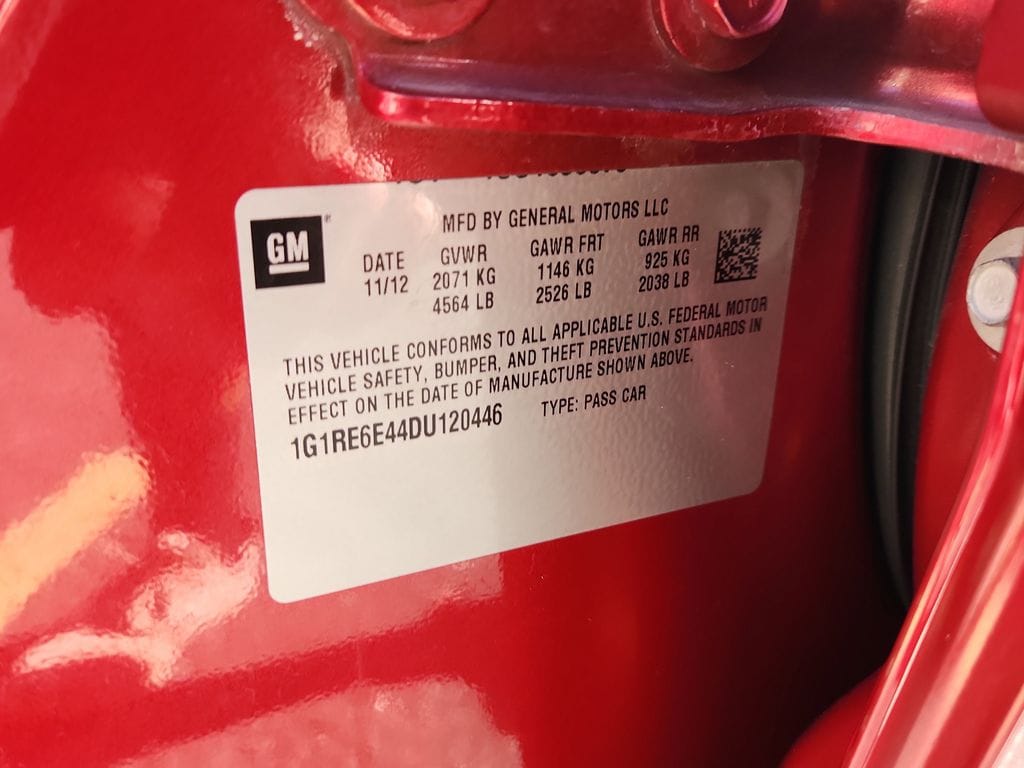 GM
MFD BY GENERAL MOTORS LLC
DATE GVWR GAWR FRT GAWR RR
11/12 2071 KG 1146 KG 925 KG
4564 LB 2526 LB 2038 LB
THIS VEHICLE CONFORMS TO ALL APPLICABLE U.S. FEDERAL MOTOR
VEHICLE SAFETY, BUMPER, AND THEFT PREVENTION STANDARDS IN
EFFECT ON THE DATE OF MANUFACTURE SHOWN ABOVE.
1G1RE6E44DU120446 TYPE: PASS CAR